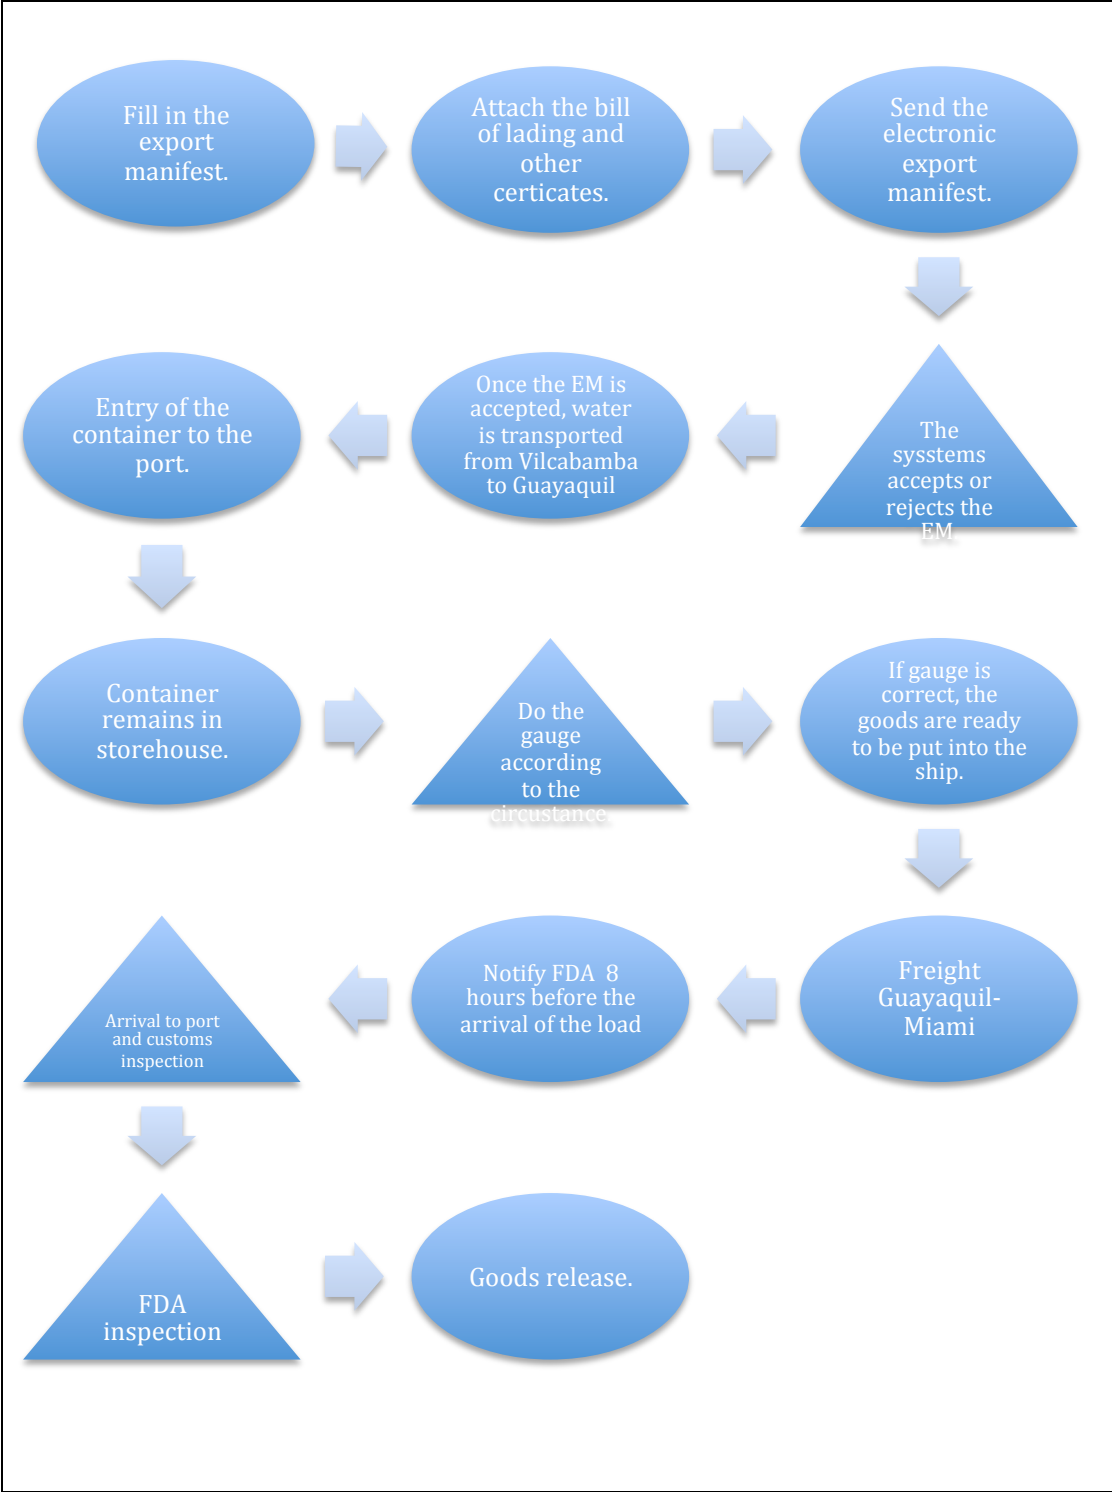 Fill in the
export
manifest.
Attach the bill
of lading and
other
certicates.
Send the
electronic
export
manifest.
The
sysstems
accepts or
rejects the
EM.
Once the EM is
accepted, water
is transported
from Vilcabamba
to Guayaquil
Entry of the
container to the
port.
Container
remains in
storehouse.
Do the
gauge
according
to the
circustance.
If gauge is
correct, the
goods are ready
to be put into the
ship.
Freight
Guayaquil-
Miami
Notify FDA 8
hours before the
arrival of the load
Arrival to port
and customs
inspection
FDA
inspection
Goods release.